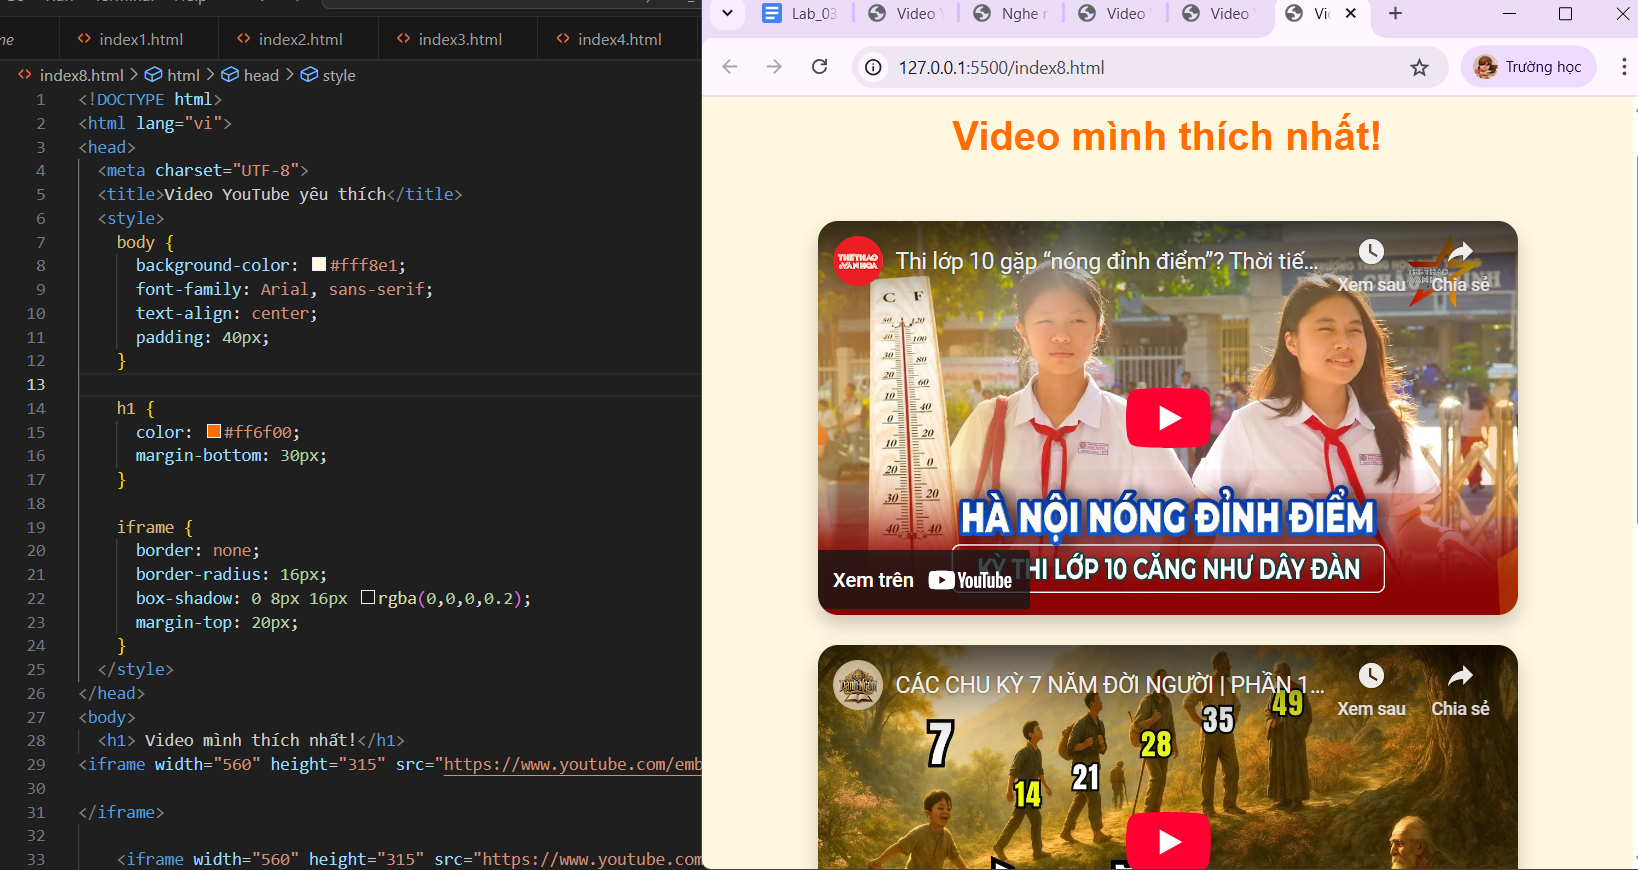 me
index1.html
index2.html
index3.html
index4.html
index8.html > html > head > style
1 <!DOCTYPE html>
2 <html lang="vi">
3 <head>
4 <meta charset="UTF-8">
5 <title>Video YouTube yêu thích</title>
6 <style>
7 body {
8 background-color: #fff8e1;
9 font-family: Arial, sans-serif;
10 text-align: center;
11 padding: 40px;
12 }
13
14 h1 {
15 color: #ff6f00;
16 margin-bottom: 30px;
17 }
18
19 iframe {
20 border: none;
21 border-radius: 16px;
22 box-shadow: 0 8px 16px rgba(0,0,0,0.2);
23 margin-top: 20px;
24 }
25 </style>
26 </head>
27 <body>
28 <h1> Video mình thích nhất!</h1>
29 <iframe width="560" height="315" src="https://www.youtube.com/emb
30
31 </iframe>
32
33 <iframe width="560" height="315" src="https://www.youtube.com
Lab_03
Video
Nghe
Video
Video
Vi
127.0.0.1:5500/index8.html
Trường học
Video mình thích nhất!
THETHAO &VANHOA
Thi lớp 10 gặp “nóng đỉnh điểm”? Thời tiế...
Xem sau
Chia sẻ
C F
HÀ NỘI NÓNG ĐỈNH ĐIỂM
KỲ THI LỚP 10 CĂNG NHƯ DÂY ĐÀN
Xem trên YouTube
CÁC CHU KỲ 7 NĂM ĐỜI NGƯỜI | PHẦN 1...
Xem sau
Chia sẻ
7
14
21
28
35
49